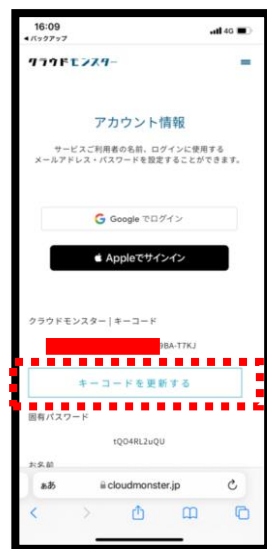 16:09
4G
◀バックアップ
クラウドモンスター
アカウント情報
サービスご利用者の名前、ログインに使用する
メールアドレス・パスワードを設定することができます。
G Google でログイン
Appleでサインイン
クラウドモンスター | キーコード
9BA-T7KJ
キーコードを更新する
固有パスワード
tQO4RL2uQU
お名前
ああ
cloudmonster.jp